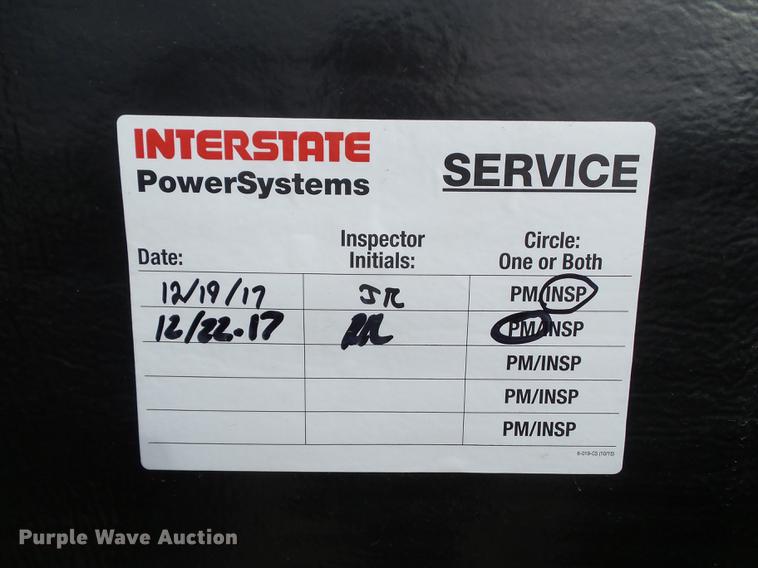 INTERSTATE
PowerSystems
SERVICE
Date: Inspector Initials: Circle: One or Both
12/19/17 JR PM/INSP
12/22-17 RR PM/INSP
PM/INSP
PM/INSP
PM/INSP
Purple Wave Auction